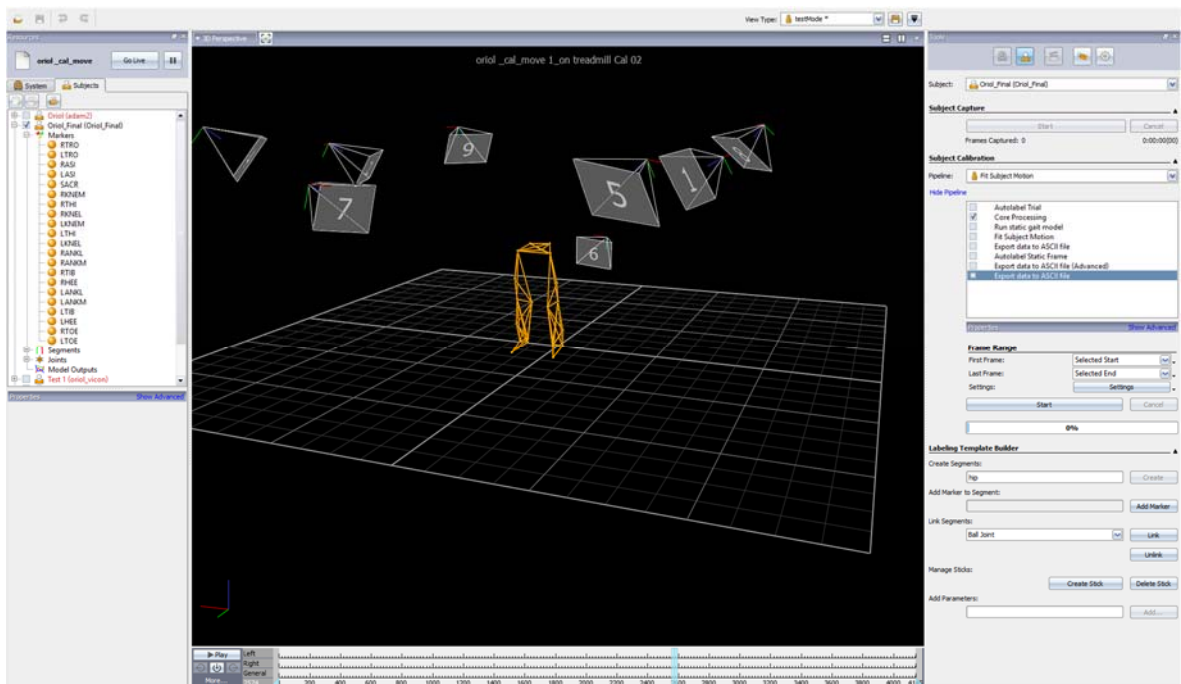 View Type: testMode *
Resources
3D Perspective
Tools
oriol _cal_move
Go Live
System
Subjects
Oriol (adam2)
Oriol_Final (Oriol_Final)
Markers
RTRO
LTRO
RASI
LASI
SACR
RKNEM
RTHI
RKNEL
LKNEM
LTHI
LKNEL
RANKL
RANKM
RTIB
RHEE
LANKL
LANKM
LTIB
LHEE
RTOE
LTOE
Segments
Joints
Model Outputs
Test 1 (oriol_vicon)
Properties
Show Advanced
oriol _cal_move 1_on treadmill Cal 02
9
7
5
1
6
Play
More...
Left
Right
General
200 400 600 800 1000 1200 1400 1600 1800 2000 2200 2400 2800 3000 3200 3400 3600 3800 4000
Subject: Oriol_Final (Oriol_Final)
Subject Capture
Start
Cancel
Frames Captured: 0
0:00:00(00)
Subject Calibration
Pipeline: Fit Subject Motion
Hide Pipeline
Autolabel Trial
Core Processing
Run static gait model
Fit Subject Motion
Export data to ASCII file
Autolabel Static Frame
Export data to ASCII file (Advanced)
Export data to ASCII file
Properties
Show Advanced
Frame Range
First Frame: Selected Start
Last Frame: Selected End
Settings: Settings
Start
Cancel
0%
Labeling Template Builder
Create Segments:
hip
Create
Add Marker to Segment:
Add Marker
Link Segments:
Ball Joint
Link
Unlink
Manage Sticks:
Create Stick
Delete Stick
Add Parameters:
Add...